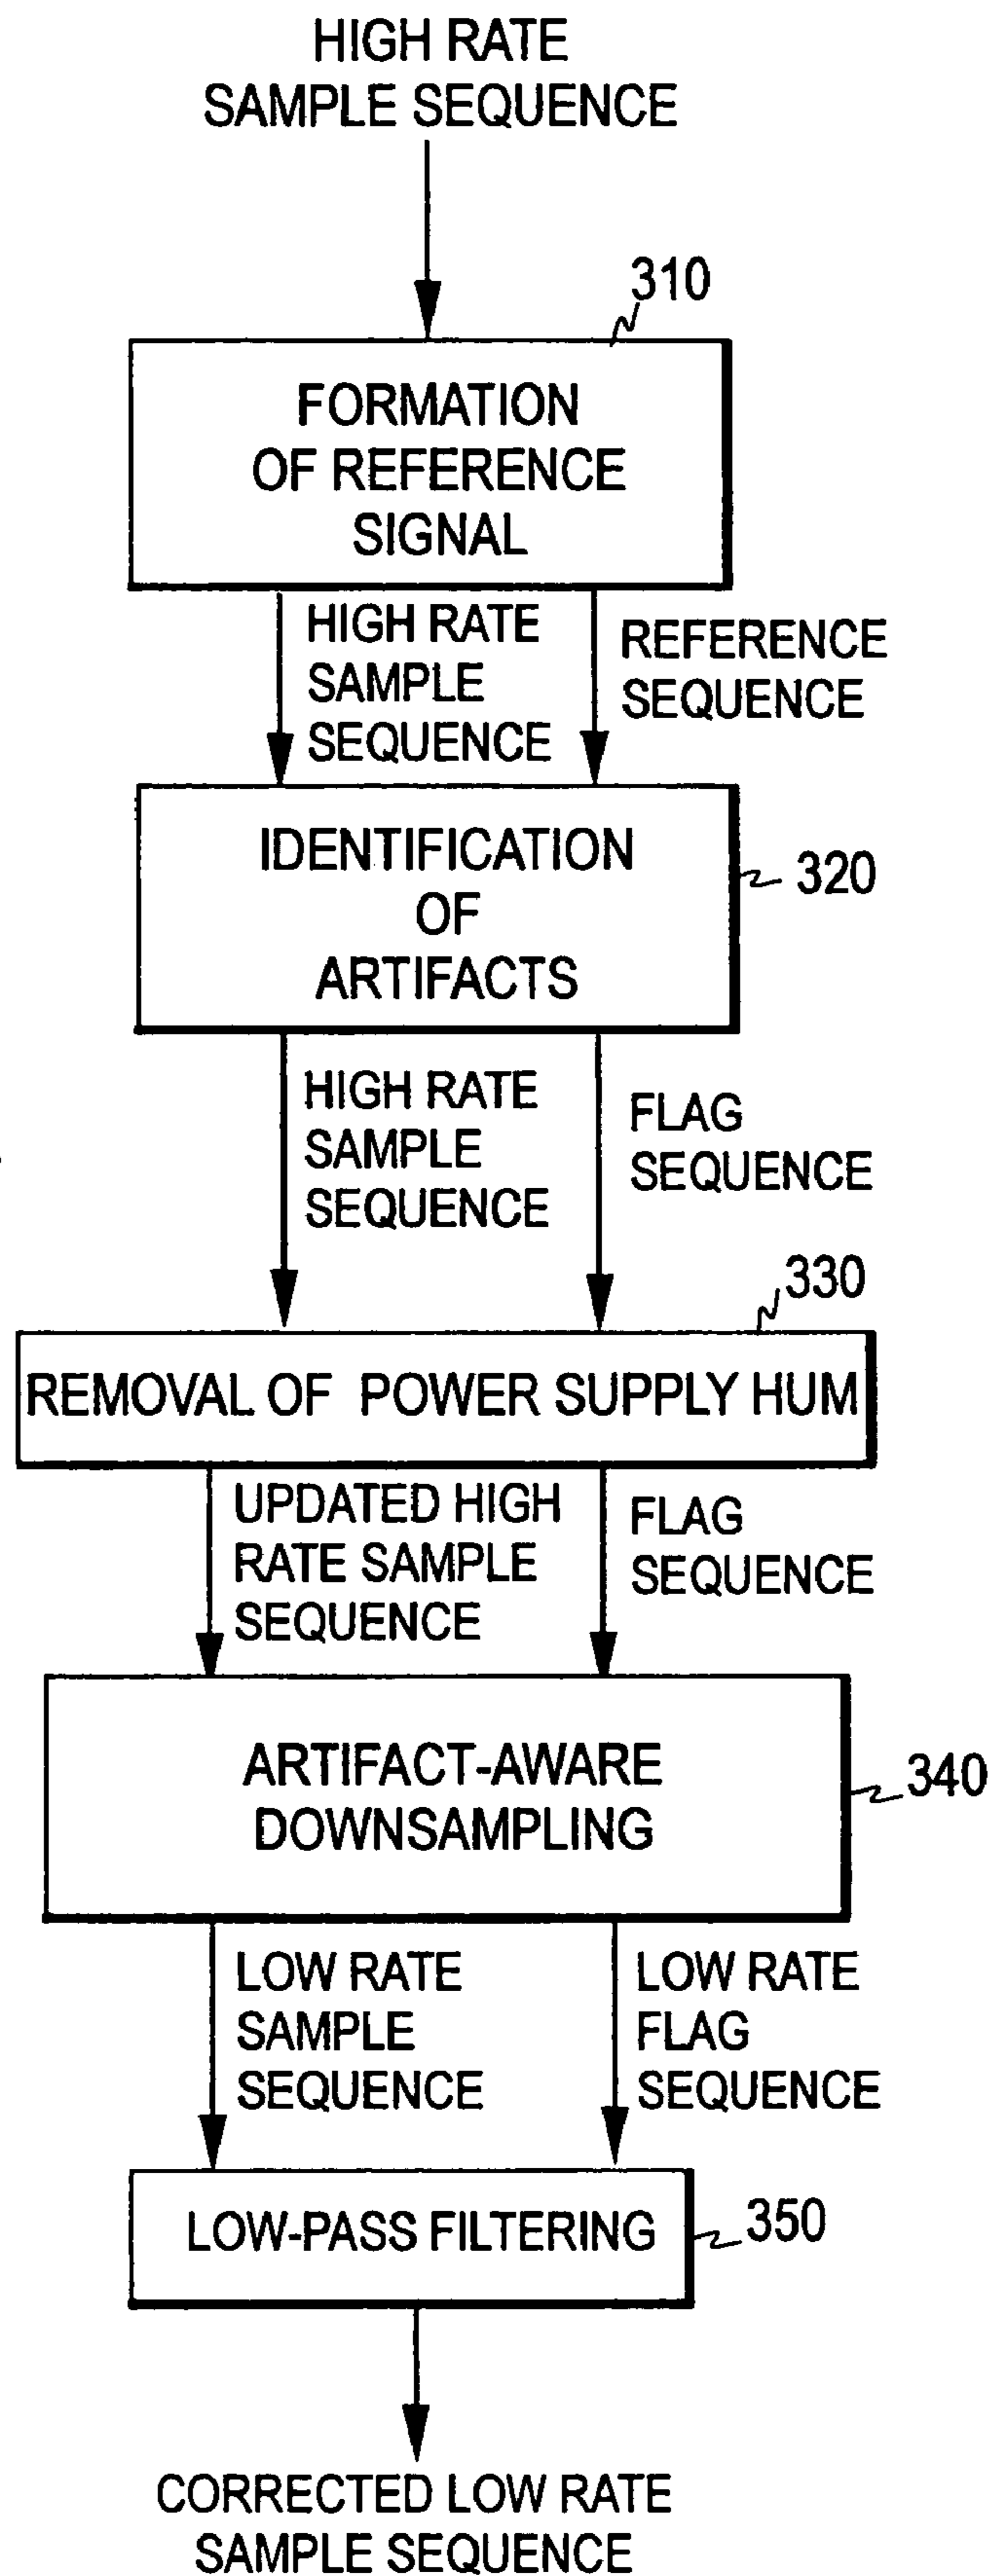 HIGH RATE
SAMPLE SEQUENCE
310
FORMATION
OF REFERENCE
SIGNAL
HIGH RATE
SAMPLE
SEQUENCE
REFERENCE
SEQUENCE
IDENTIFICATION
OF
ARTIFACTS
320
HIGH RATE
SAMPLE
SEQUENCE
FLAG
SEQUENCE
330
REMOVAL OF POWER SUPPLY HUM
UPDATED HIGH
RATE SAMPLE
SEQUENCE
FLAG
SEQUENCE
ARTIFACT-AWARE
DOWNSAMPLING
340
LOW RATE
SAMPLE
SEQUENCE
LOW RATE
FLAG
SEQUENCE
LOW-PASS FILTERING
350
CORRECTED LOW RATE
SAMPLE SEQUENCE